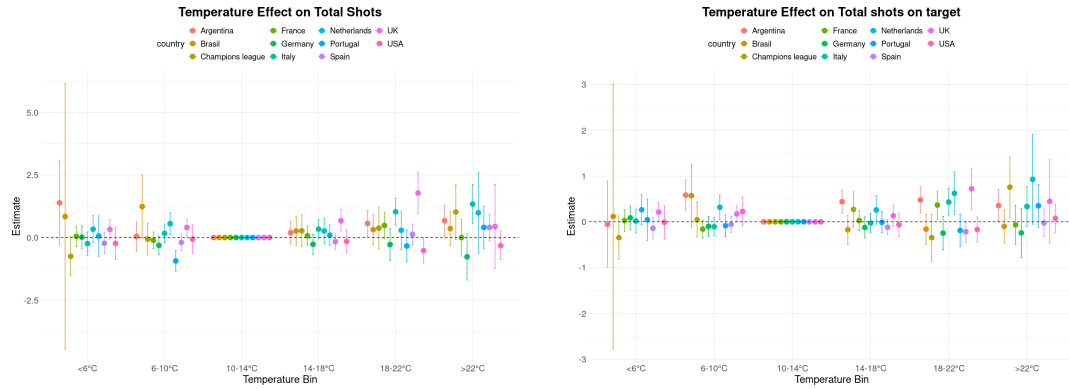 Temperature Effect on Total Shots
Argentina France Netherlands UK
country Brasil Germany Portugal USA
Champions league Italy Spain
5.0
2.5
0.0
-2.5
Estimate
<6°C 6-10°C 10-14°C 14-18°C 18-22°C >22°C
Temperature Bin
Temperature Effect on Total shots on target
Argentina France Netherlands UK
country Brasil Germany Portugal USA
Champions league Italy Spain
3
2
1
0
-1
-2
-3
Estimate
<6°C 6-10°C 10-14°C 14-18°C 18-22°C >22°C
Temperature Bin